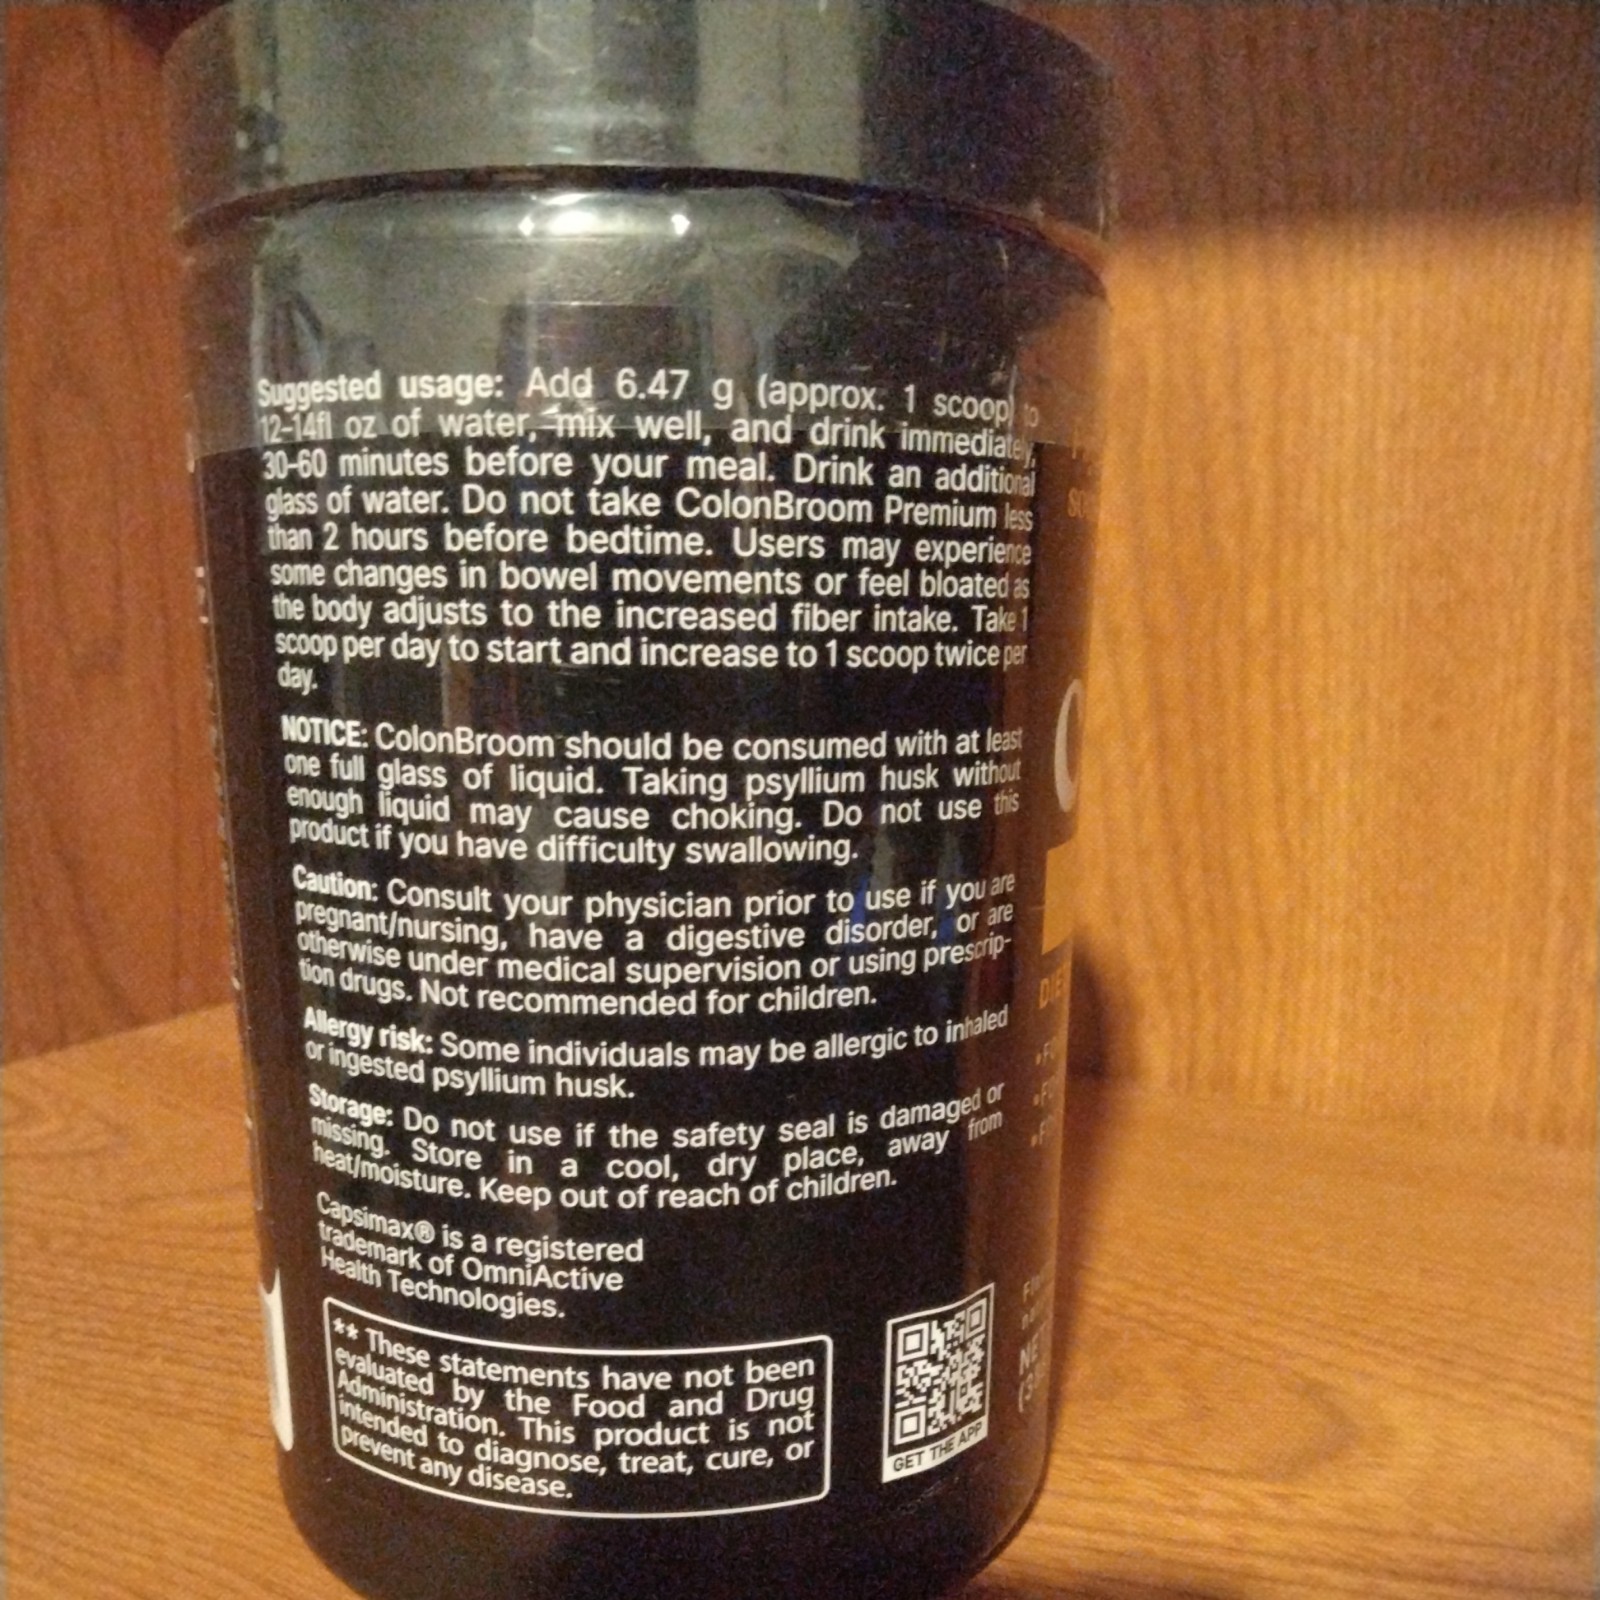 Suggested usage: Add 6.47 g (approx. 1 scoop) to
12-14fl oz of water, mix well, and drink immediately,
30-60 minutes before your meal. Drink an additional
glass of water. Do not take ColonBroom Premium less
than 2 hours before bedtime. Users may experience
some changes in bowel movements or feel bloated as
the body adjusts to the increased fiber intake. Take 1
scoop per day to start and increase to 1 scoop twice per
day.
NOTICE: ColonBroom should be consumed with at least
one full glass of liquid. Taking psyllium husk without
enough liquid may cause choking. Do not use this
product if you have difficulty swallowing.
Caution: Consult your physician prior to use if you are
pregnant/nursing, have a digestive disorder, or are
otherwise under medical supervision or using prescrip-
tion drugs. Not recommended for children.
Allergy risk: Some individuals may be allergic to inhaled
or ingested psyllium husk.
Storage: Do not use if the safety seal is damaged or
missing. Store in a cool, dry place, away from
heat/moisture. Keep out of reach of children.
Capsimax® is a registered
trademark of OmniActive
Health Technologies.
** These statements have not been
evaluated by the Food and Drug
Administration. This product is not
intended to diagnose, treat, cure, or
prevent any disease.
GET THE APP